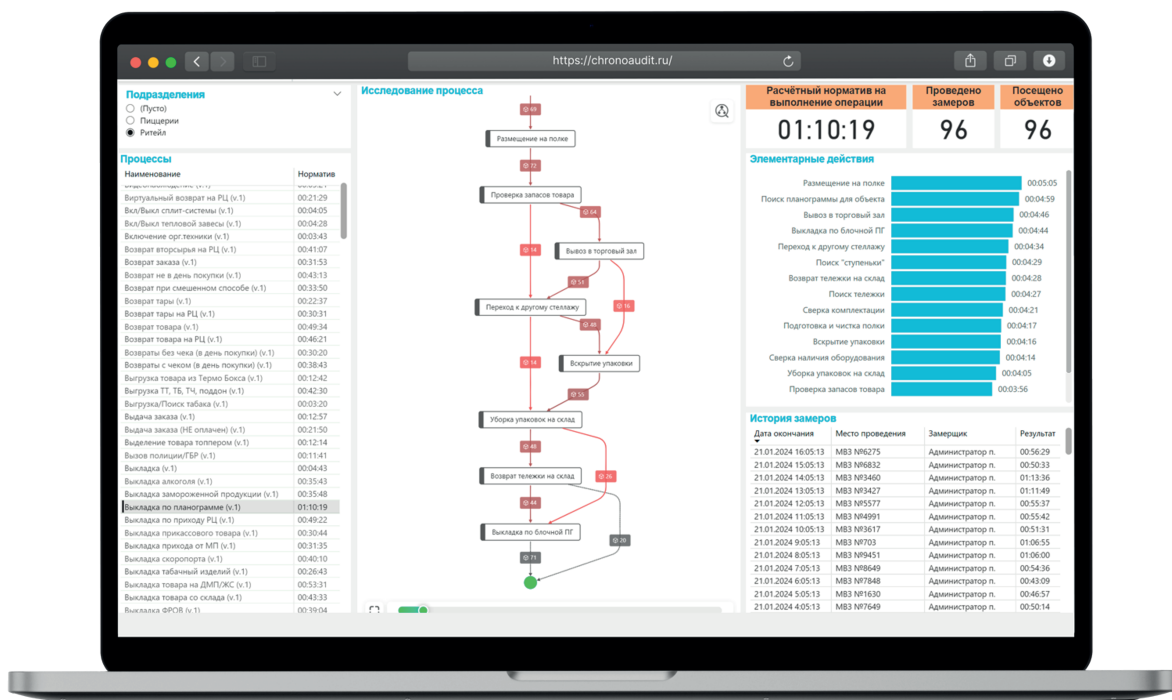 https://chronoaudit.ru/
Подразделения
(Пусто)
Пиццерии
Ритейл
Процессы
Наименование Норматив
Виртуальный возврат на РЦ (v.1) 00:21:29
Вкл/Выкл сплит-системы (v.1) 00:04:05
Вкл/Выкл тепловой завесы (v.1) 00:04:28
Включение орг.техники (v.1) 00:03:43
Возврат вторсырья на РЦ (v.1) 00:41:07
Возврат заказа (v.1) 00:31:53
Возврат не в день покупки (v.1) 00:43:13
Возврат при смешенном способе (v.1) 00:33:50
Возврат тары (v.1) 00:22:37
Возврат тары на РЦ (v.1) 00:30:31
Возврат товара (v.1) 00:49:34
Возврат товара на РЦ (v.1) 00:46:21
Возвраты без чека (в день покупки) (v.1) 00:30:20
Возвраты с чеком (в день покупки) (v.1) 00:38:43
Выгрузка товара из Термо Бокса (v.1) 00:12:42
Выгрузка ТТ, ТБ, ТЧ, поддон (v.1) 00:42:30
Выгрузка/Поиск табака (v.1) 00:03:20
Выдача заказа (v.1) 00:12:57
Выдача заказа (НЕ оплачен) (v.1) 00:21:50
Выделение товара топпером (v.1) 00:12:14
Вызов полиции/ГБР (v.1) 00:11:41
Выкладка (v.1) 00:04:43
Выкладка алкоголя (v.1) 00:35:43
Выкладка замороженной продукции (v.1) 00:35:48
Выкладка по планограмме (v.1) 01:10:19
Выкладка по приходу РЦ (v.1) 00:49:22
Выкладка прикассового товара (v.1) 00:30:44
Выкладка прихода от МП (v.1) 00:31:35
Выкладка скоропорта (v.1) 00:40:10
Выкладка табачный изделий (v.1) 00:26:43
Выкладка товара на ДМП/ЖС (v.1) 00:53:31
Выкладка товара со склада (v.1) 00:43:33
Выкладка ФРОВ (v.1) 00:39:04
Исследование процесса
69
Размещение на полке
72
Проверка запасов товара
64
14
Вывоз в торговый зал
51
Переход к другому стеллажу
16
48
14
Вскрытие упаковки
55
Уборка упаковок на склад
48
Возврат тележки на склад
26
44
Выкладка по блочной ПГ
20
71
Расчётный норматив на
выполнение операции
01:10:19
Проведено
замеров
96
Посещено
объектов
96
Элементарные действия
Размещение на полке 00:05:05
Поиск планограммы для объекта 00:04:59
Вывоз в торговый зал 00:04:46
Выкладка по блочной ПГ 00:04:44
Переход к другому стеллажу 00:04:34
Поиск "ступеньки" 00:04:29
Возврат тележки на склад 00:04:28
Поиск тележки 00:04:27
Сверка комплектации 00:04:21
Подготовка и чистка полки 00:04:17
Вскрытие упаковки 00:04:16
Сверка наличия оборудования 00:04:14
Уборка упаковок на склад 00:04:05
Проверка запасов товара 00:03:56
История замеров
Дата окончания Место проведения Замерщик Результат
21.01.2024 16:05:13 МВЗ №6275 Администратор п. 00:56:29
21.01.2024 15:05:13 МВЗ №6832 Администратор п. 00:50:33
21.01.2024 14:05:13 МВЗ №3460 Администратор п. 01:13:36
21.01.2024 13:05:13 МВЗ №3427 Администратор п. 01:11:49
21.01.2024 12:05:13 МВЗ №5577 Администратор п. 00:55:37
21.01.2024 11:05:13 МВЗ №4991 Администратор п. 00:55:42
21.01.2024 10:05:13 МВЗ №3617 Администратор п. 00:51:31
21.01.2024 9:05:13 МВЗ №703 Администратор п. 01:06:55
21.01.2024 8:05:13 МВЗ №9451 Администратор п. 01:06:00
21.01.2024 7:05:13 МВЗ №8649 Администратор п. 00:54:36
21.01.2024 6:05:13 МВЗ №7848 Администратор п. 00:43:09
21.01.2024 5:05:13 МВЗ №1630 Администратор п. 00:46:57
21.01.2024 4:05:13 МВЗ №7649 Администратор п. 00:50:14